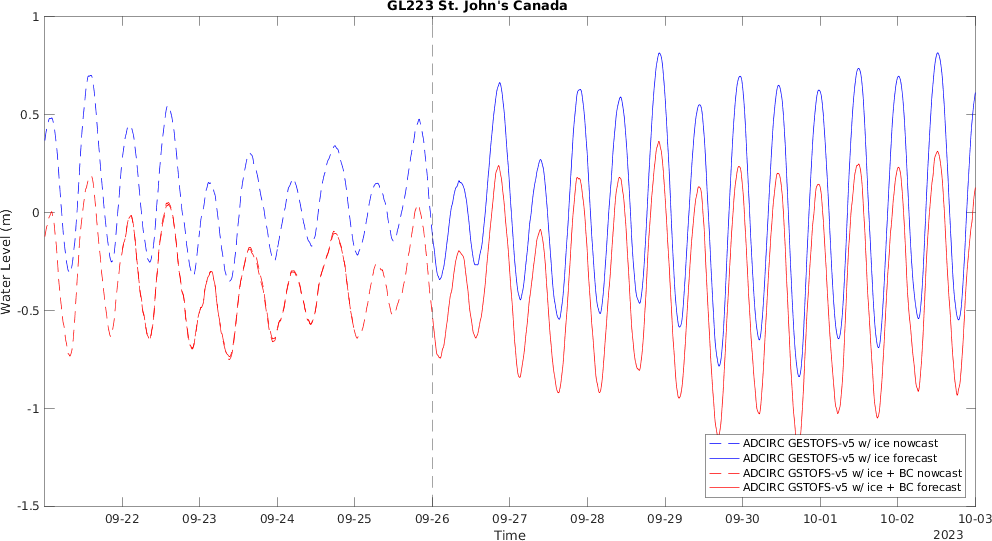 GL223 St. John's Canada
1
0.5
0
-0.5
-1
-1.5
Water Level (m)
ADCIRC GESTOFS-v5 w/ ice nowcast
ADCIRC GESTOFS-v5 w/ ice forecast
ADCIRC GSTOFS-v5 w/ ice + BC nowcast
ADCIRC GSTOFS-v5 w/ ice + BC forecast
09-22 09-23 09-24 09-25 09-26 09-27 09-28 09-29 09-30 10-01 10-02 10-03
Time 2023